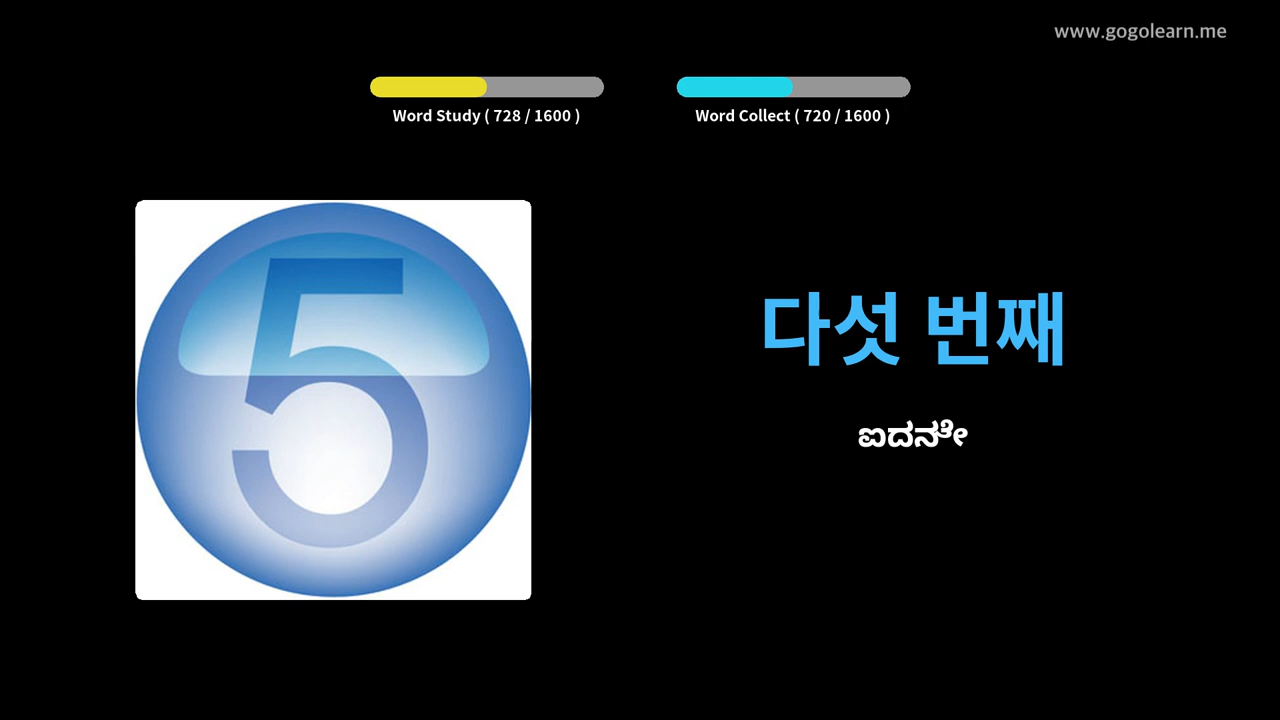 www.gogolearn.me
Word Study ( 728 / 1600 )
Word Collect ( 720 / 1600 )
5
다섯 번째
ಐದನೇ